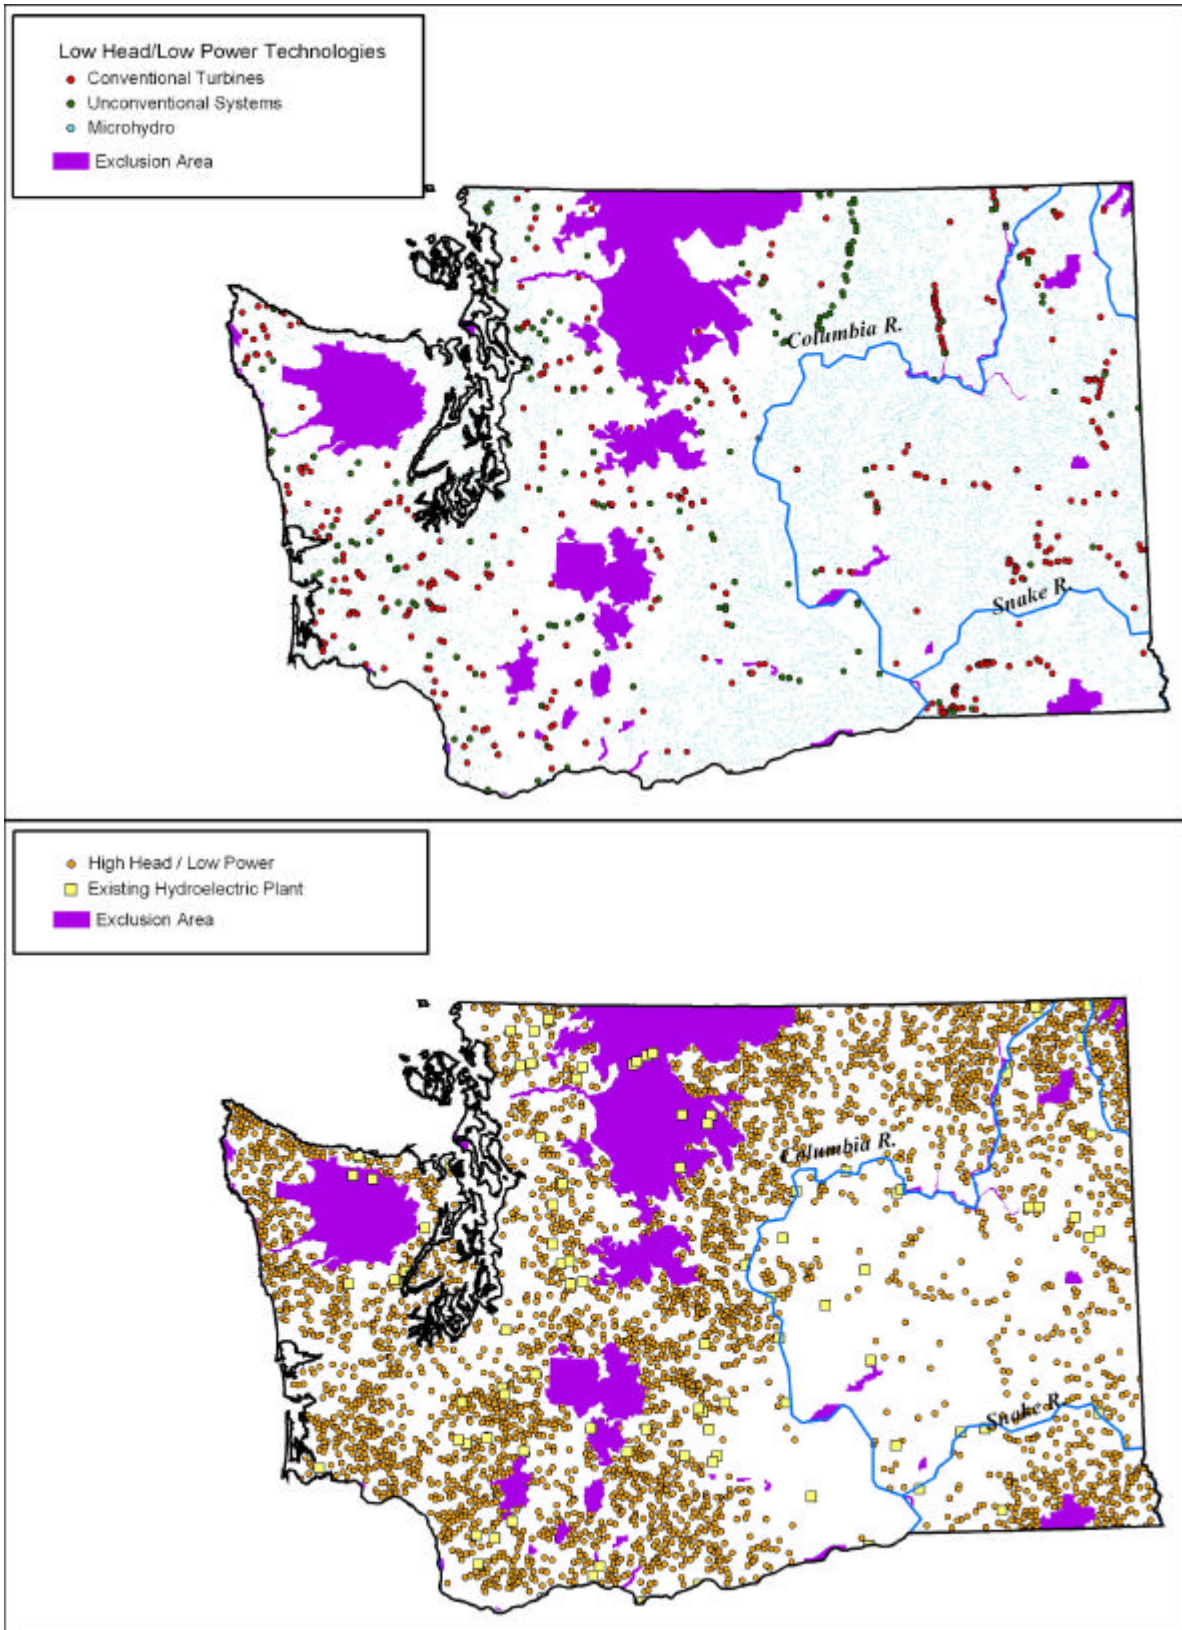 Low Head/Low Power Technologies
Conventional Turbines
Unconventional Systems
Microhydro
Exclusion Area
Columbia R.
Snake R.
High Head / Low Power
Existing Hydroelectric Plant
Exclusion Area
Columbia R.
Snake R.